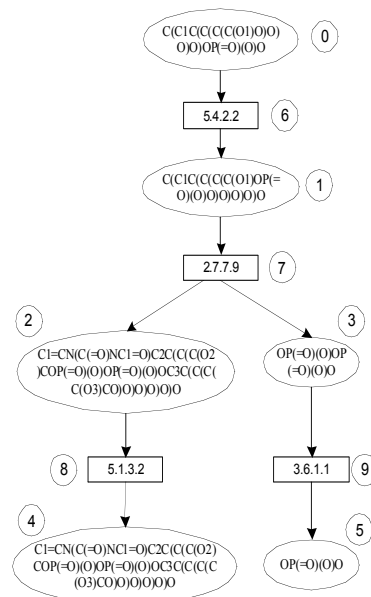 C(C1C(C(C(C(O1)O)O)
O)O)OP(=O)(O)O
0
5.4.2.2
6
C(C1C(C(C(C(O1)OP(=
O)(O)O)O)O)O)O
1
2.7.7.9
7
2
3
C1=CN(C(=O)NC1=O)C2C(C(C(O2
)COP(=O)(O)OP(=O)(O)OC3C(C(C(
C(O3)CO)O)O)O)O)O
OP(=O)(O)OP
(=O)(O)O
8
5.1.3.2
3.6.1.1
9
4
5
C1=CN(C(=O)NC1=O)C2C(C(C(O2)
COP(=O)(O)OP(=O)(O)OC3C(C(C(C
(O3)CO)O)O)O)O)O
OP(=O)(O)O